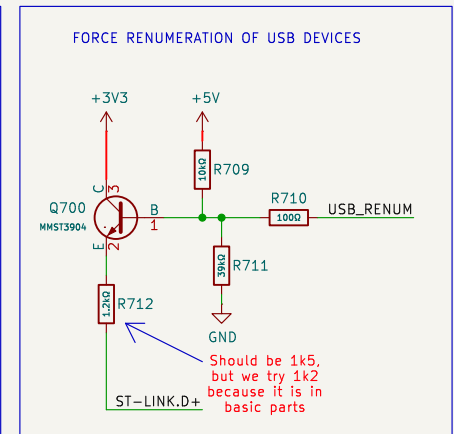 FORCE RENUMERATION OF USB DEVICES
+3V3
+5V
10kΩ
R709
R710
C
3
Q700
MMST3904
B
1
100Ω
USB_RENUM
E
2
39kΩ
R711
1.2kΩ
R712
GND
Should be 1k5,
but we try 1k2
because it is in
basic parts
ST-LINK.D+